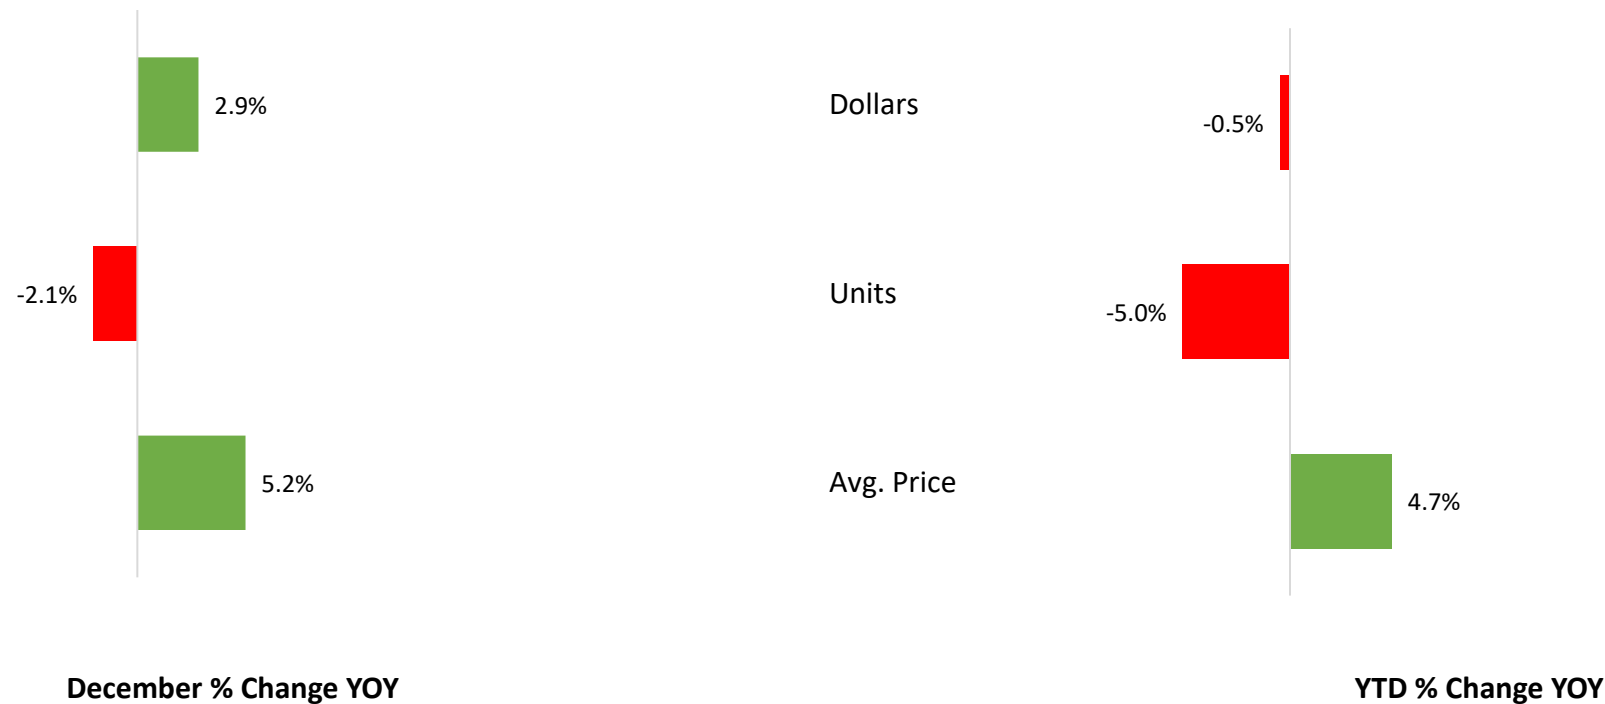 2.9%
Dollars
-0.5%
-2.1%
Units
-5.0%
5.2%
Avg. Price
4.7%
December % Change YOY
YTD % Change YOY